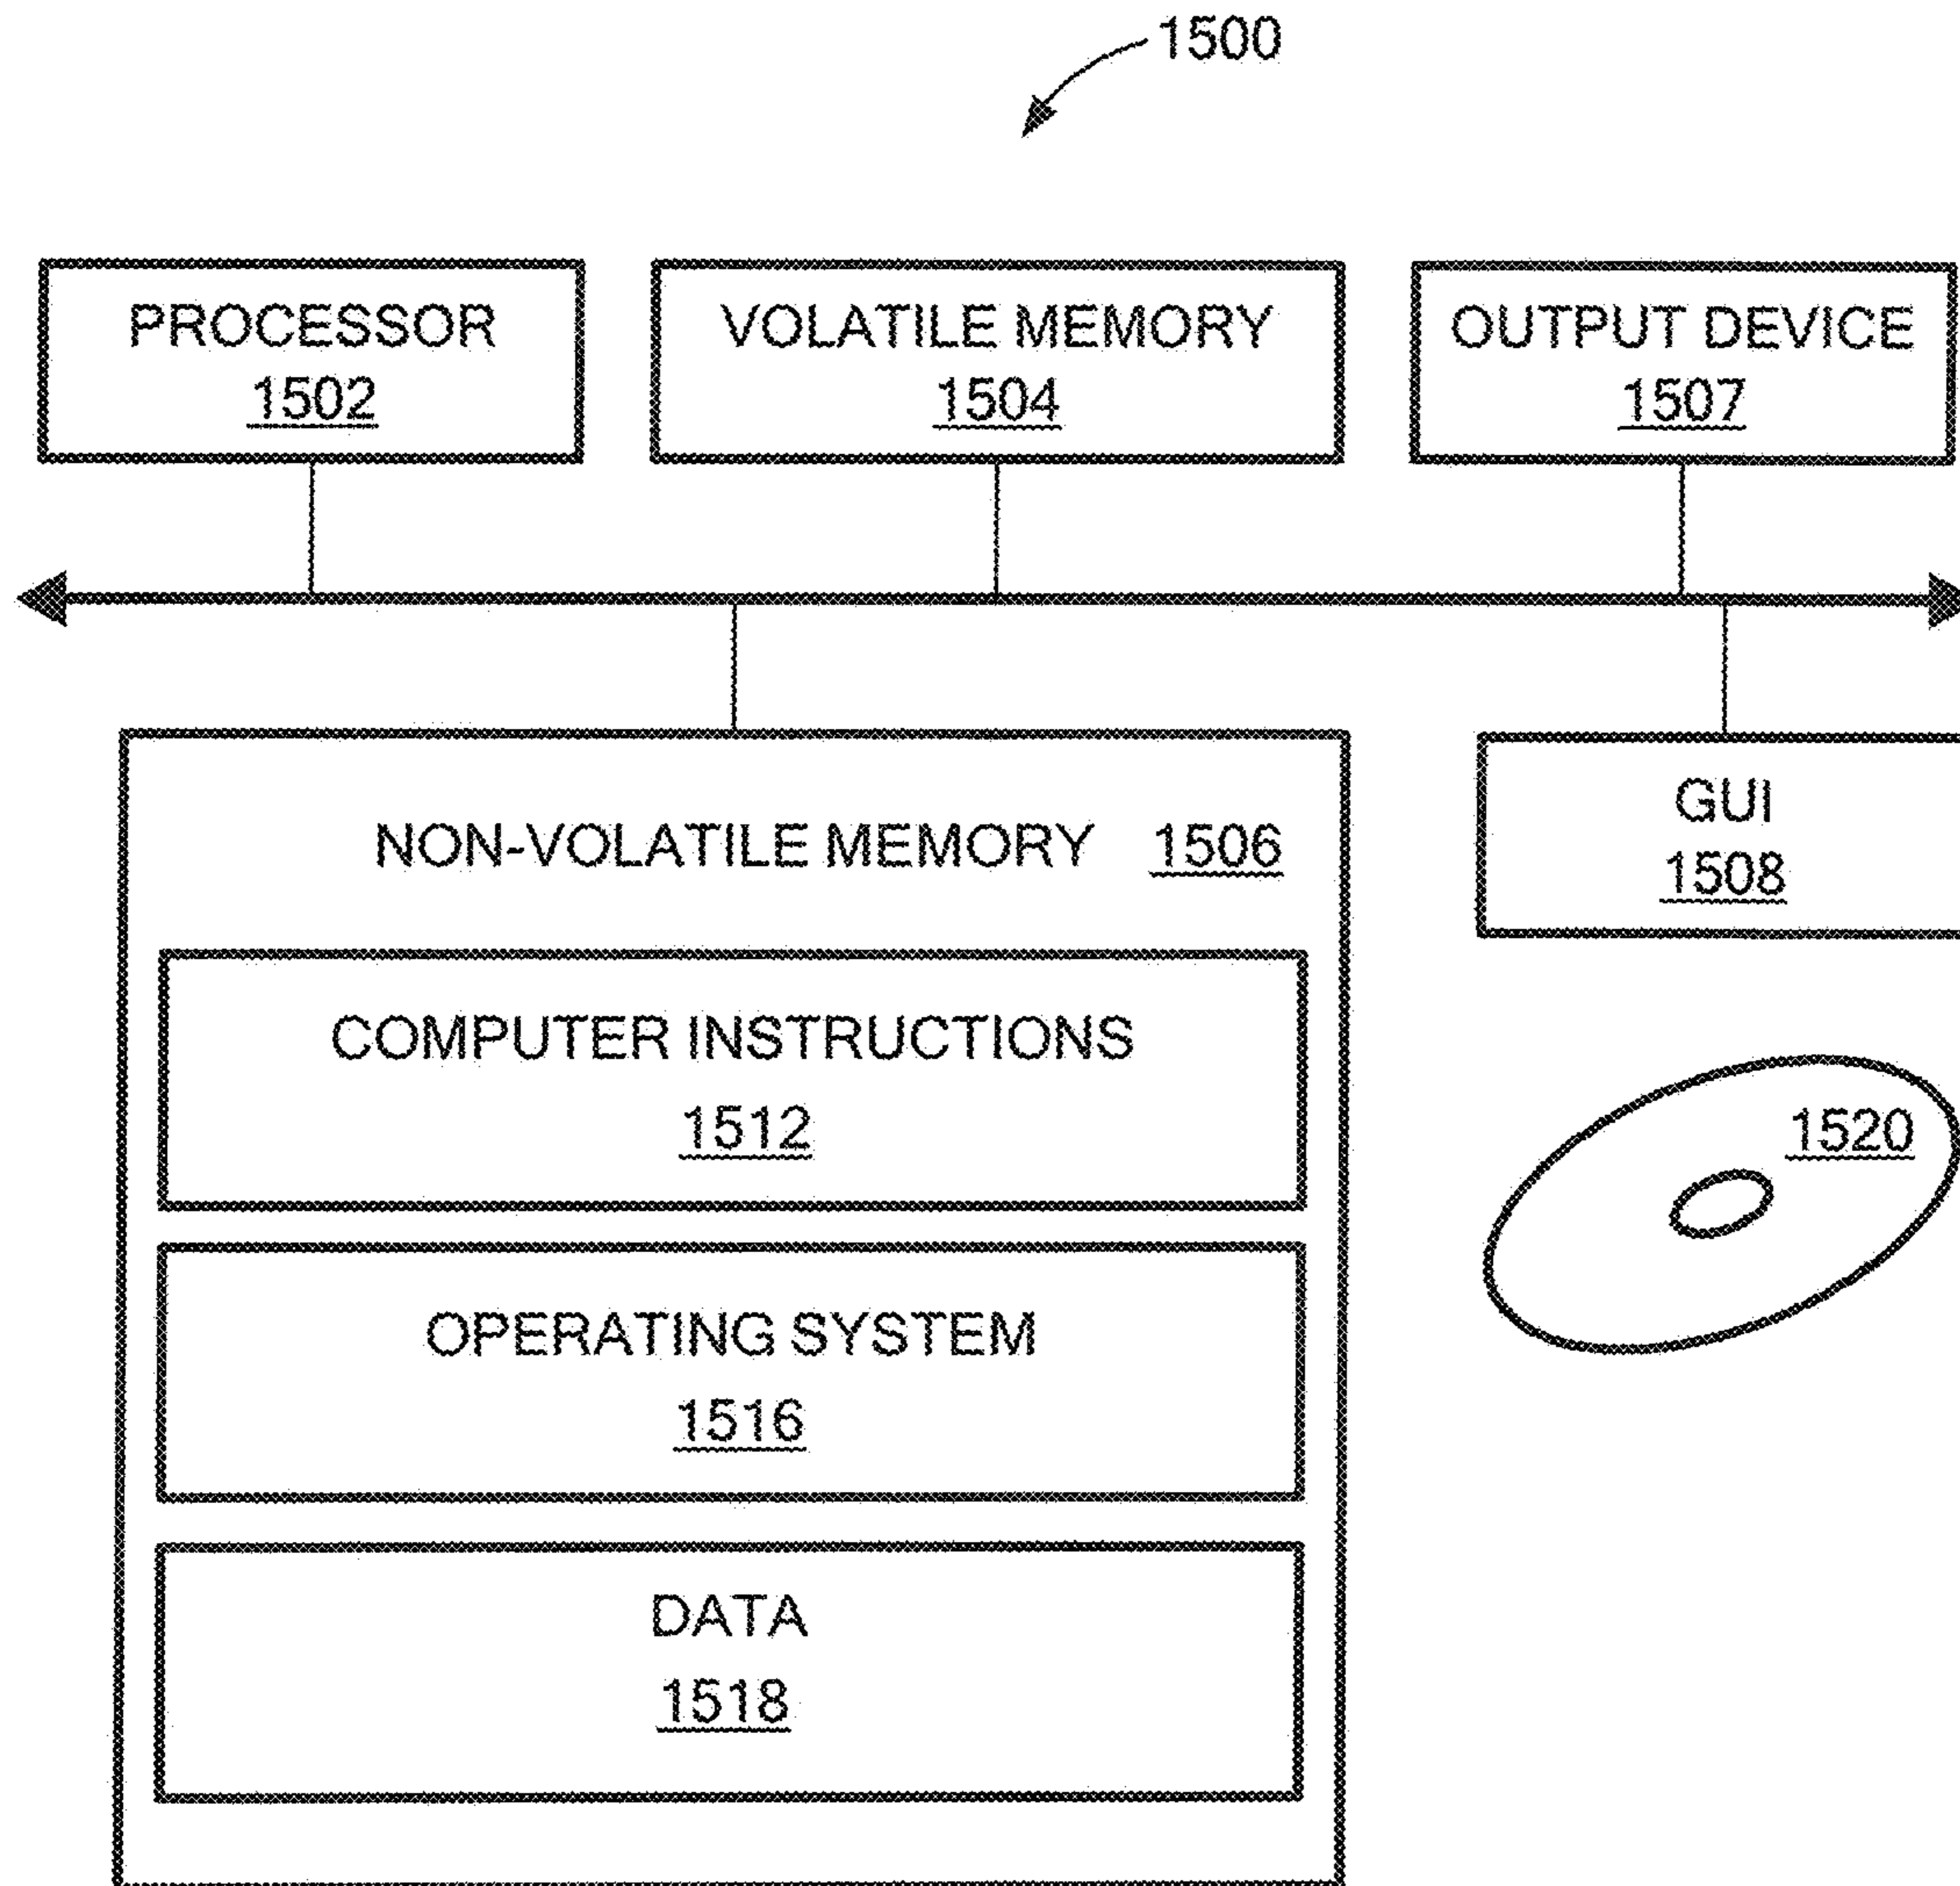 1500
PROCESSOR
1502
VOLATILE MEMORY
1504
OUTPUT DEVICE
1507
NON-VOLATILE MEMORY 1506
GUI
1508
COMPUTER INSTRUCTIONS
1512
1520
OPERATING SYSTEM
1516
DATA
1518